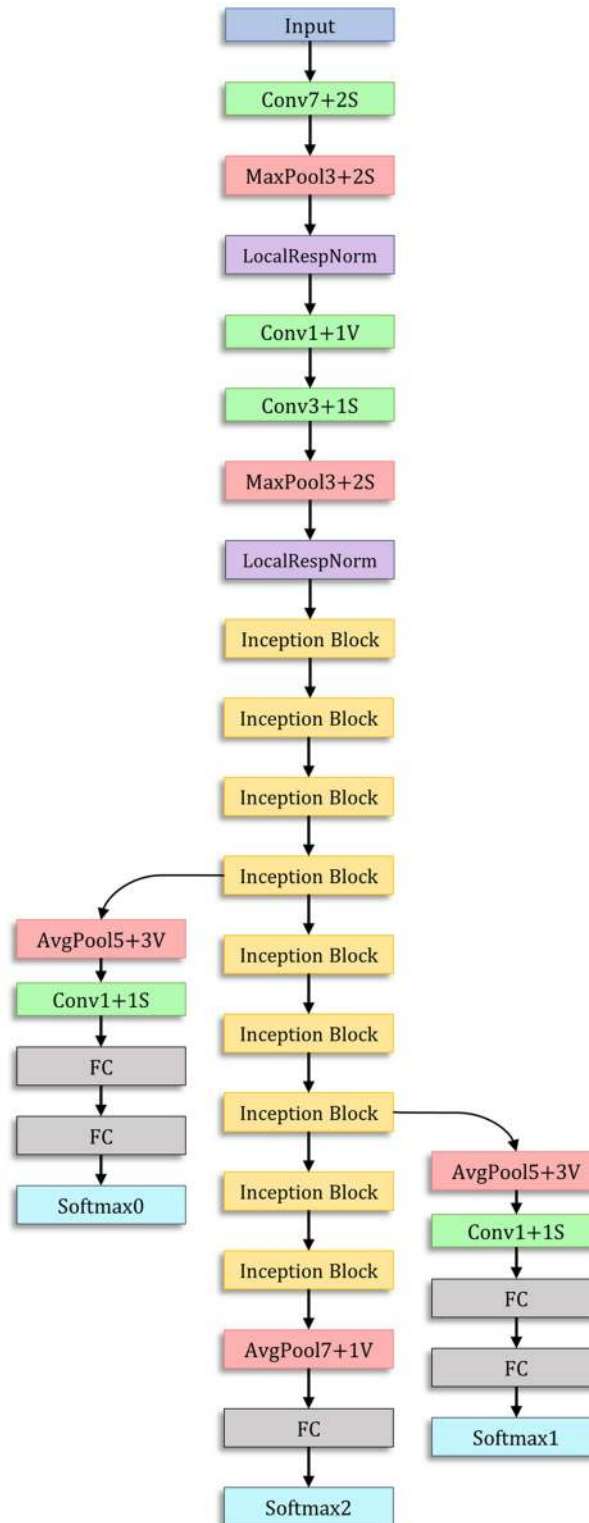 Input
Conv7+2S
MaxPool3+2S
LocalRespNorm
Conv1+1V
Conv3+1S
MaxPool3+2S
LocalRespNorm
Inception Block
Inception Block
Inception Block
Inception Block
AvgPool5+3V
Conv1+1S
FC
FC
Softmax0
Inception Block
Inception Block
Inception Block
AvgPool5+3V
Conv1+1S
FC
FC
Softmax1
Inception Block
Inception Block
AvgPool7+1V
FC
Softmax2